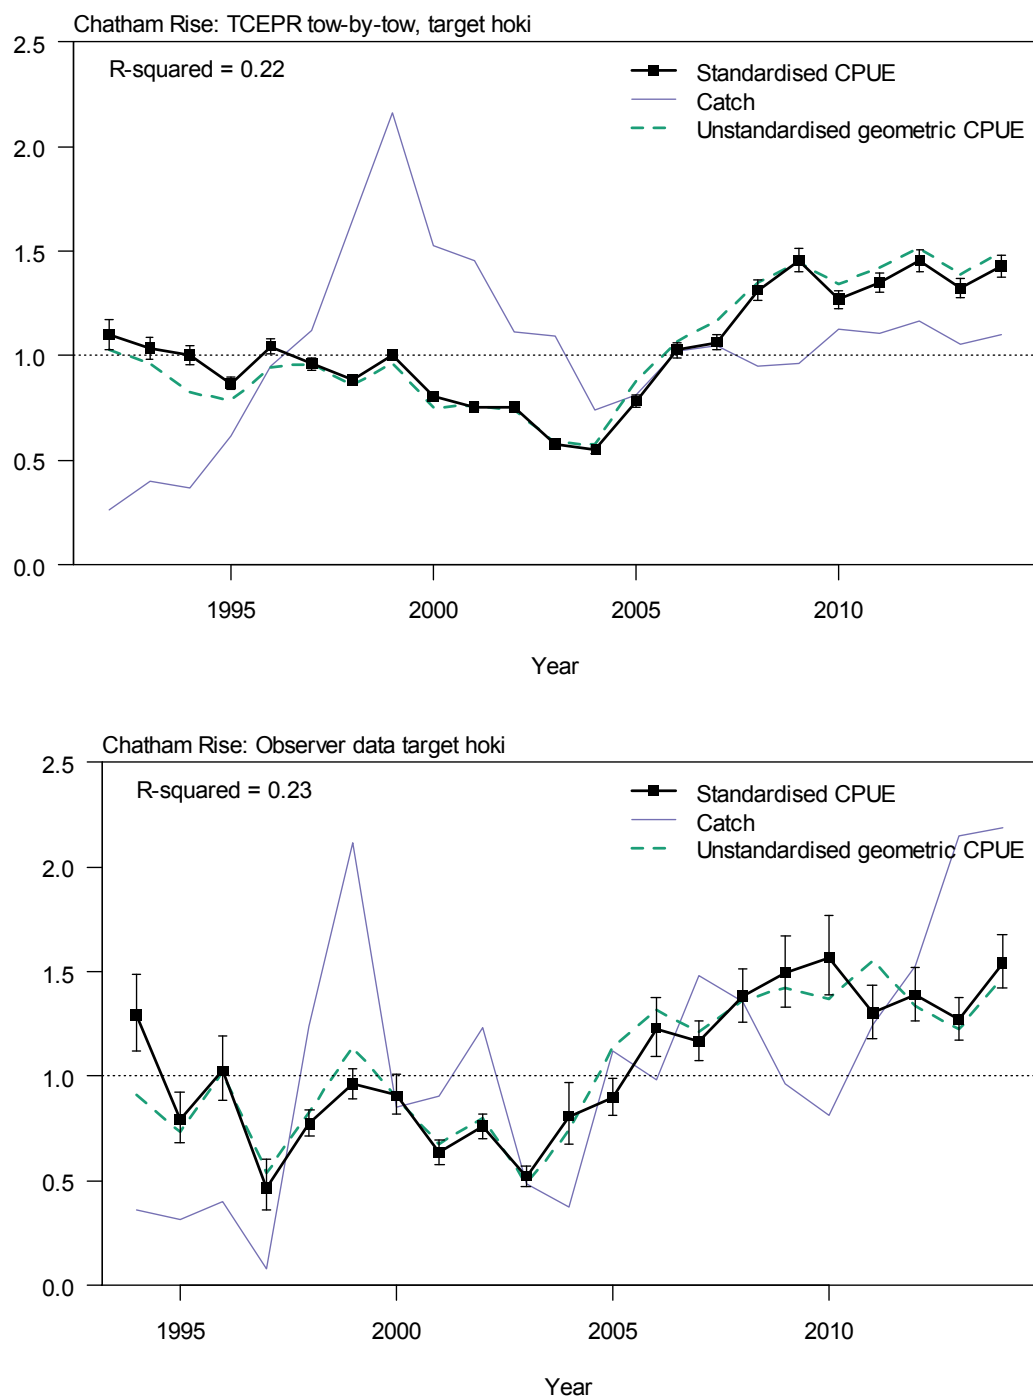 Chatham Rise: TCEPR tow-by-tow, target hoki
2.5
R-squared = 0.22
Standardised CPUE
Catch
Unstandardised geometric CPUE
2.0
1.5
1.0
0.5
0.0
1995 2000 2005 2010
Year
Chatham Rise: Observer data target hoki
2.5
R-squared = 0.23
Standardised CPUE
Catch
Unstandardised geometric CPUE
2.0
1.5
1.0
0.5
0.0
1995 2000 2005 2010
Year